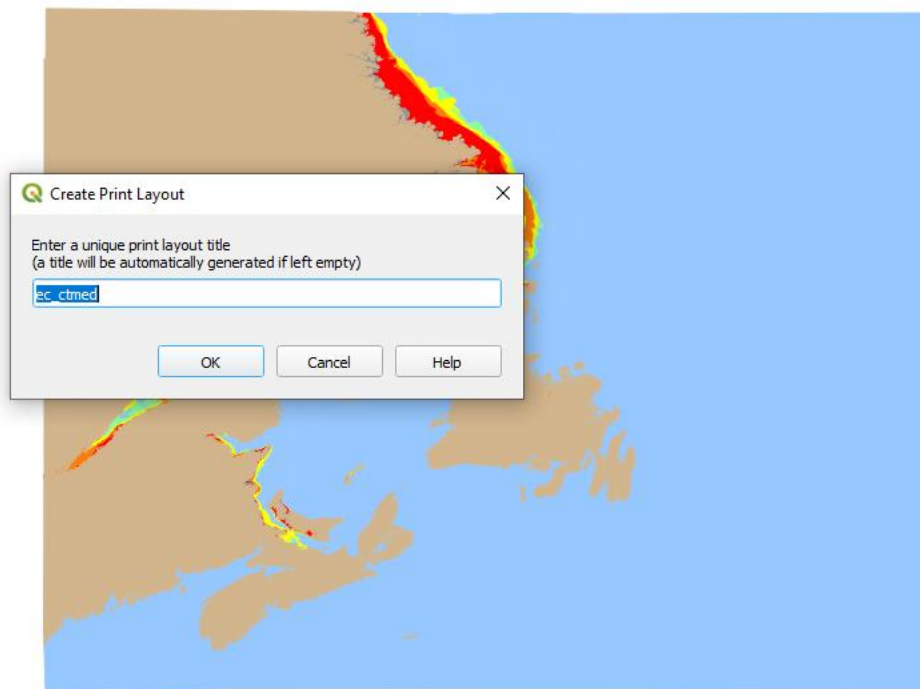 Create Print Layout
Enter a unique print layout title
(a title will be automatically generated if left empty)
ec_ctmed
OK
Cancel
Help